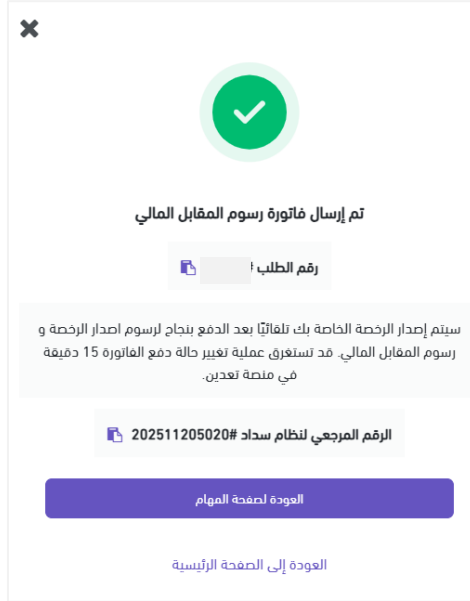 تم إرسال فاتورة رسوم المقابل المالي
رقم الطلب #
سيتم إصدار الرخصة الخاصة بك تلقائيًا بعد الدفع بنجاح لرسوم اصدار الرخصة و
رسوم المقابل المالي. قد تستغرق عملية تغيير حالة دفع الفاتورة 15 دقيقة
في منصة تعدين.
الرقم المرجعي لنظام سداد #202511205020
العودة لصفحة المهام
العودة إلى الصفحة الرئيسية